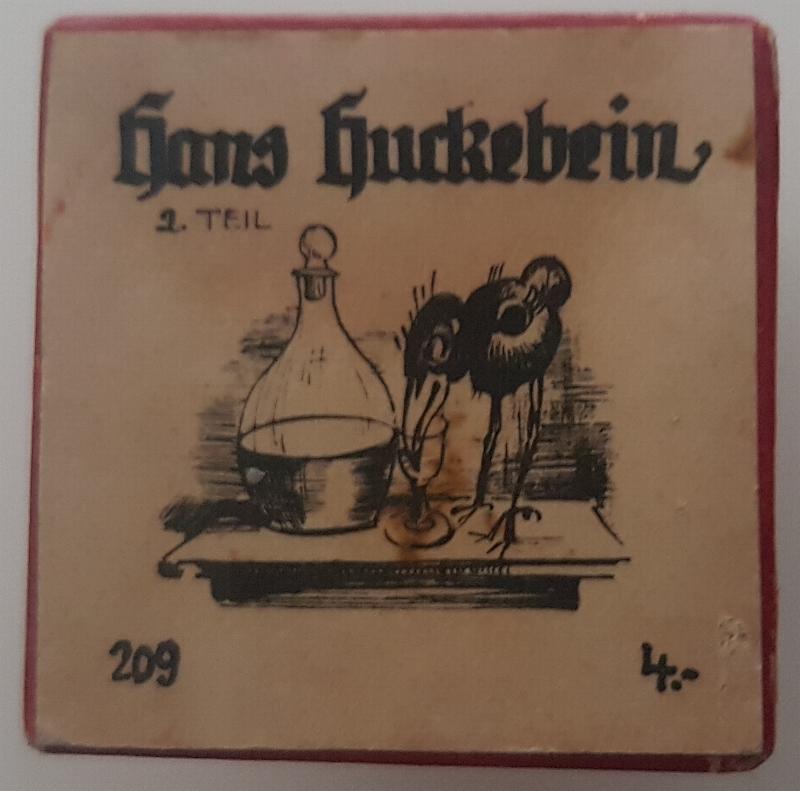 Hans Huckebein
2. TEIL
209
4.-